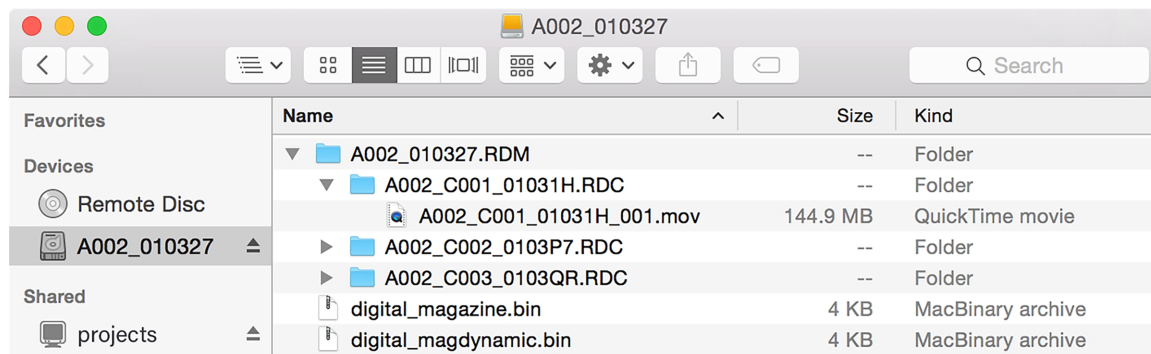 A002_010327
Search
Favorites
Devices
Remote Disc
A002_010327
Shared
projects
Name Size Kind
A002_010327.RDM -- Folder
A002_C001_01031H.RDC -- Folder
A002_C001_01031H_001.mov 144.9 MB QuickTime movie
A002_C002_0103P7.RDC -- Folder
A002_C003_0103QR.RDC -- Folder
digital_magazine.bin 4 KB MacBinary archive
digital_magdynamic.bin 4 KB MacBinary archive